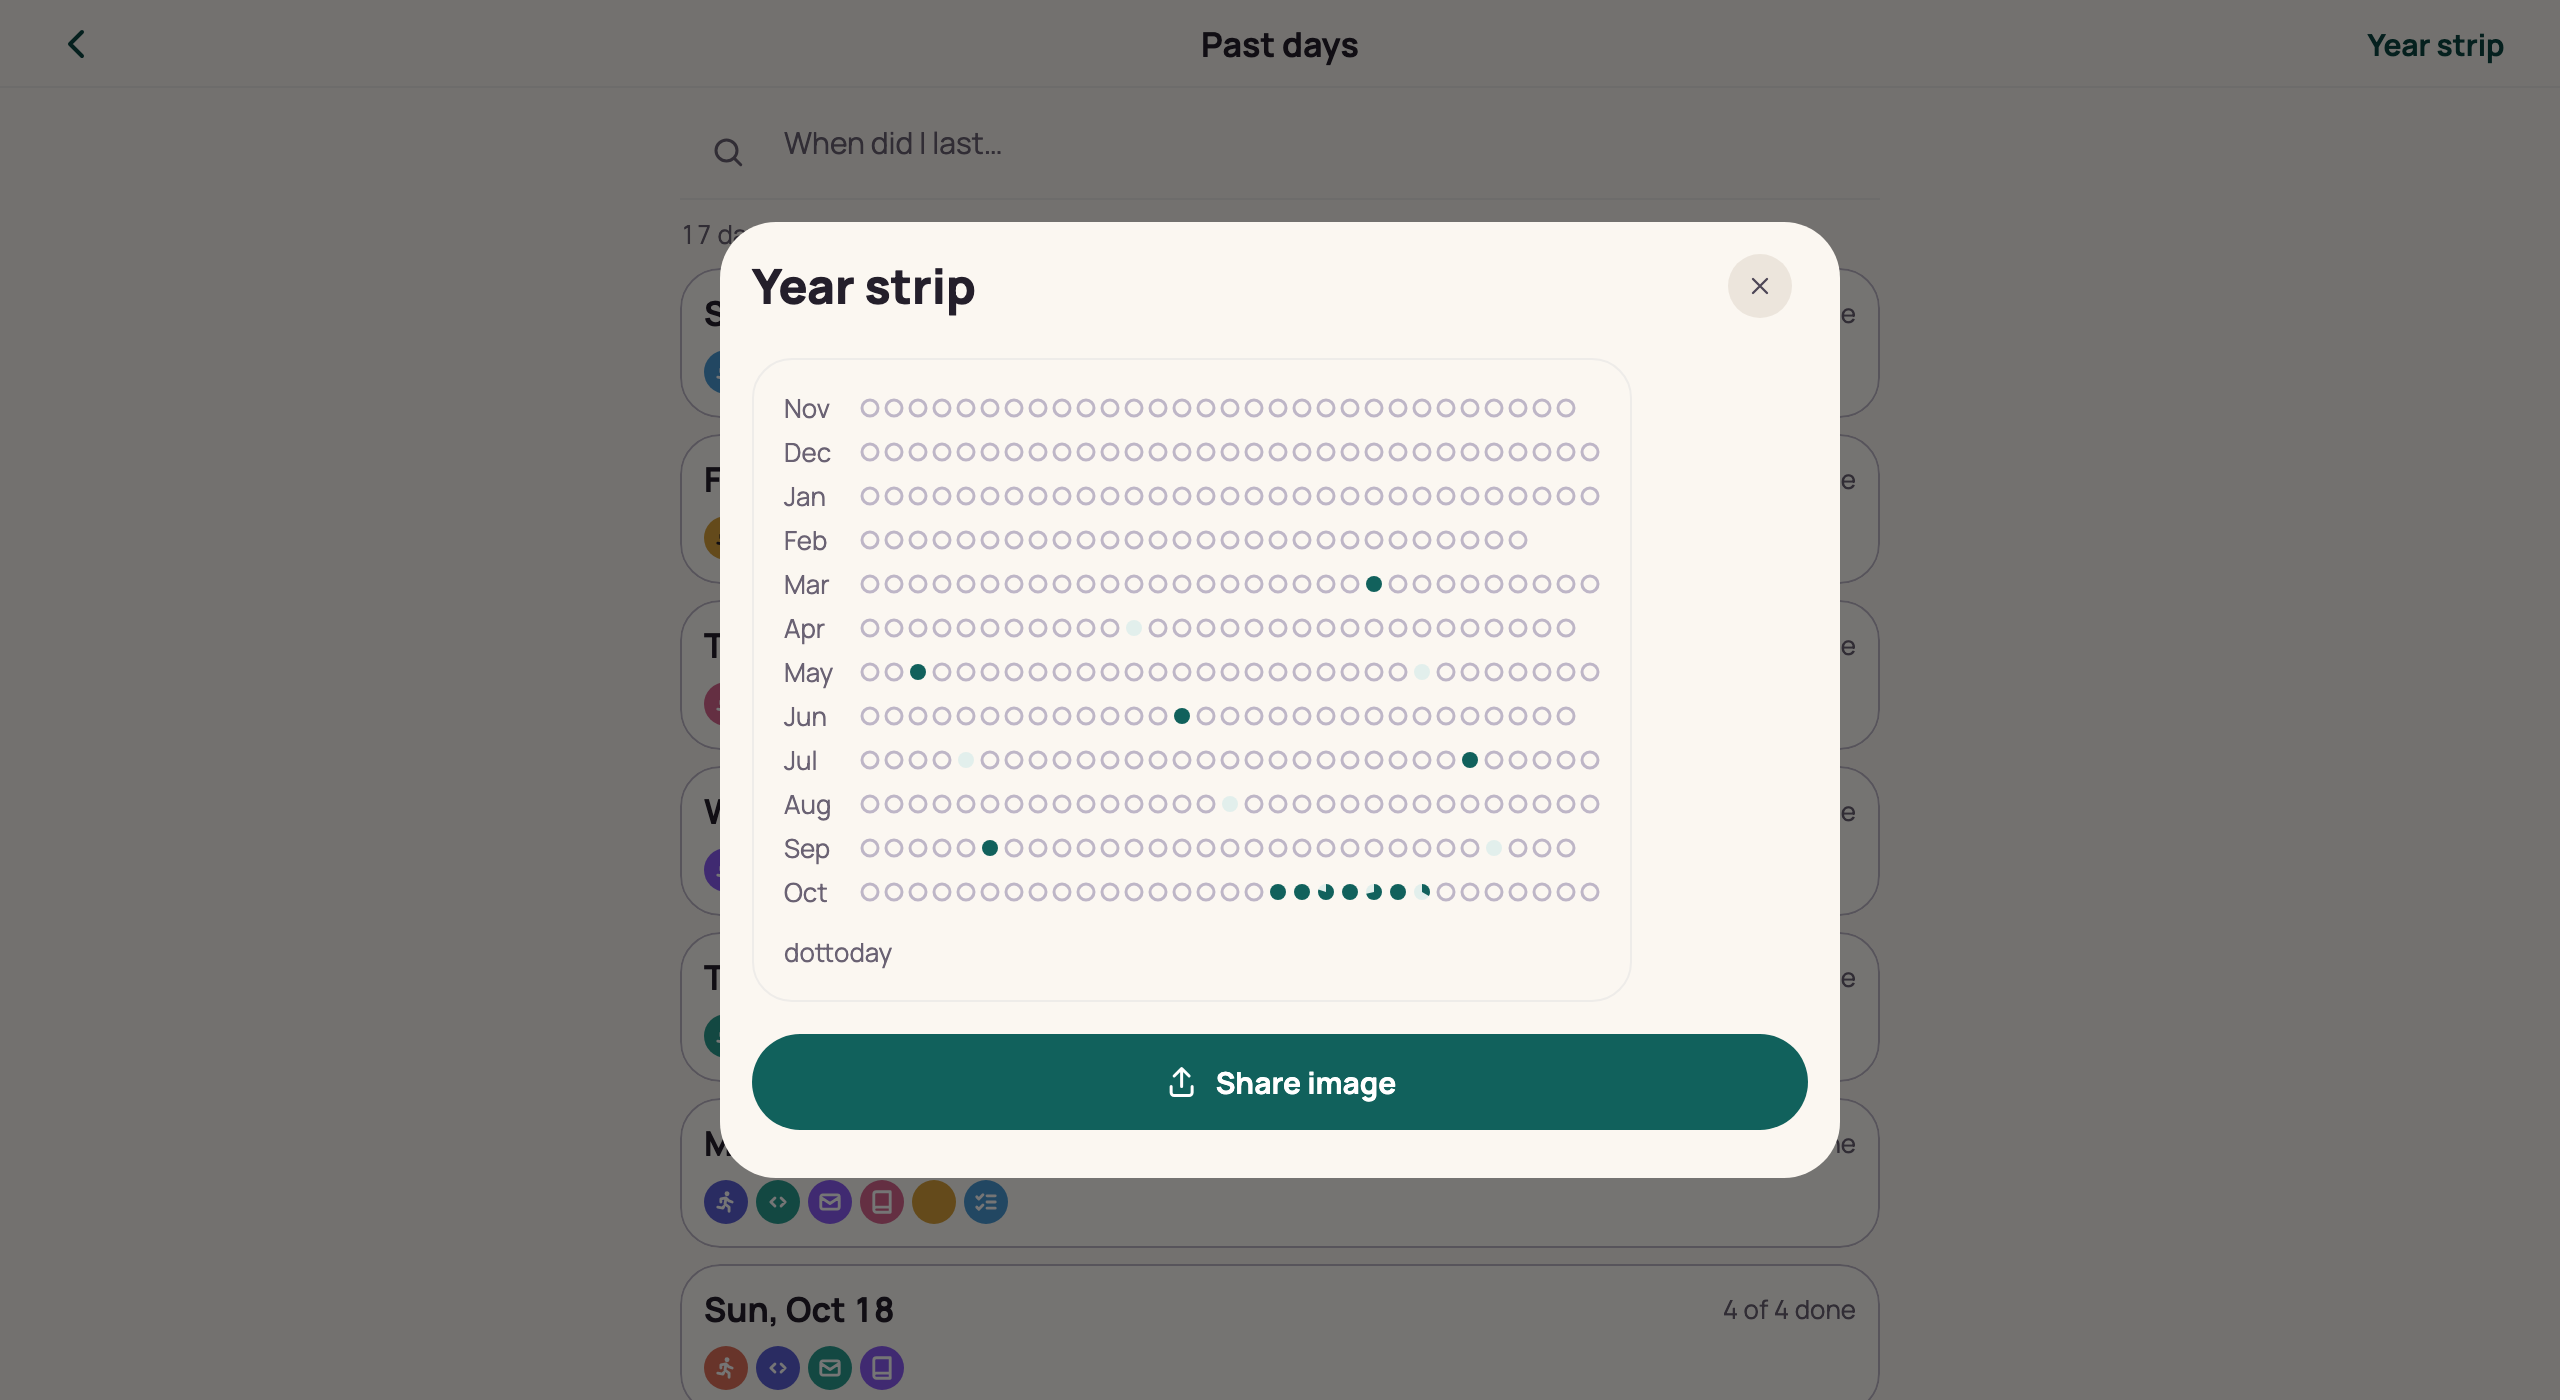 Past days
Year strip
When did I last...
17
Year strip
Nov
Dec
Jan
Feb
Mar
Apr
May
Jun
Jul
Aug
Sep
Oct
dottoday
Share image
Sun, Oct 18
4 of 4 done